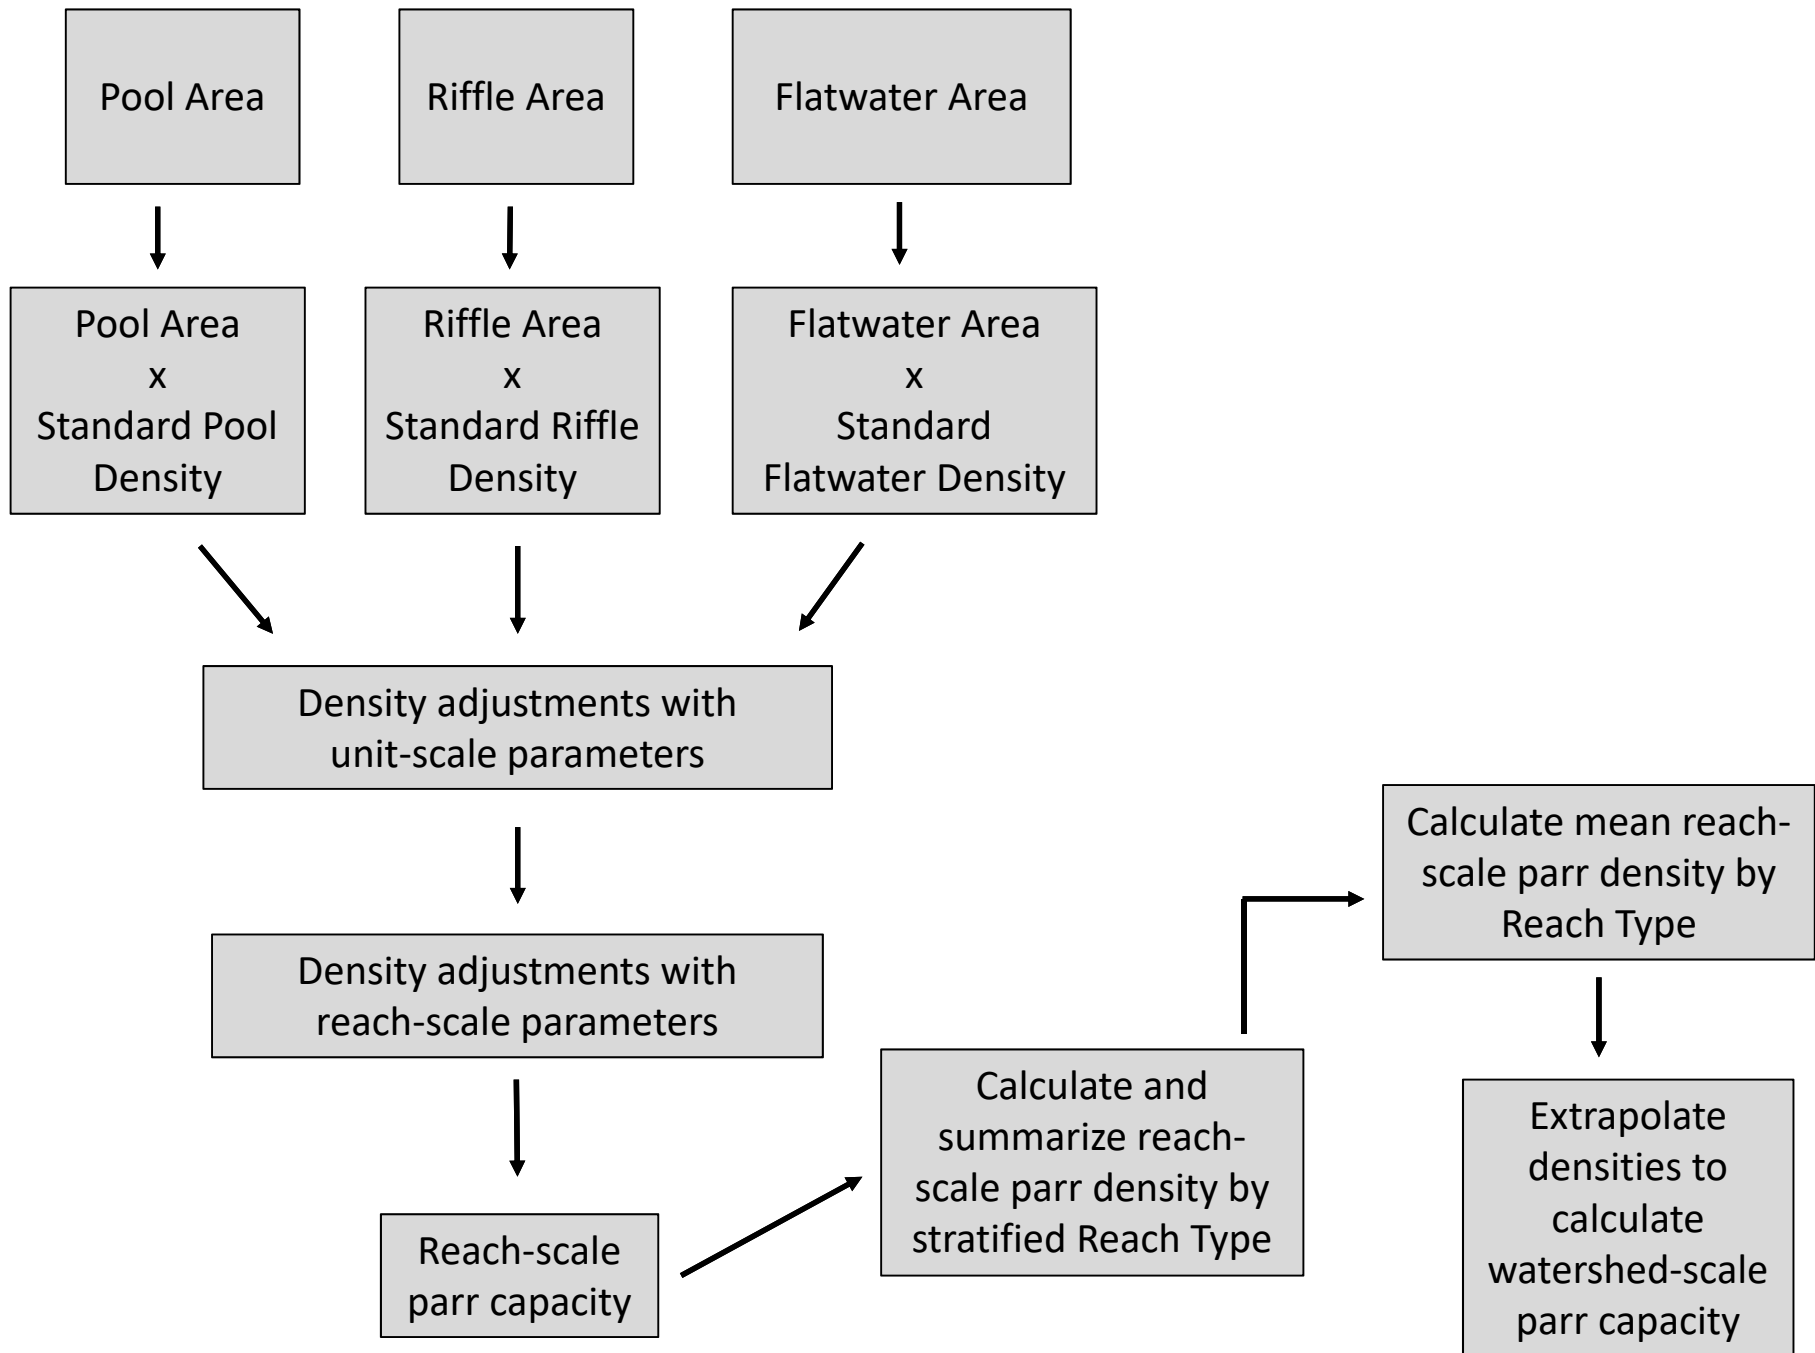 Pool Area
Riffle Area
Flatwater Area
Pool Area
x
Standard Pool
Density
Riffle Area
x
Standard Riffle
Density
Flatwater Area
x
Standard
Flatwater Density
Density adjustments with
unit-scale parameters
Density adjustments with
reach-scale parameters
Reach-scale
parr capacity
Calculate and
summarize reach-
scale parr density by
stratified Reach Type
Calculate mean reach-
scale parr density by
Reach Type
Extrapolate
densities to
calculate
watershed-scale
parr capacity